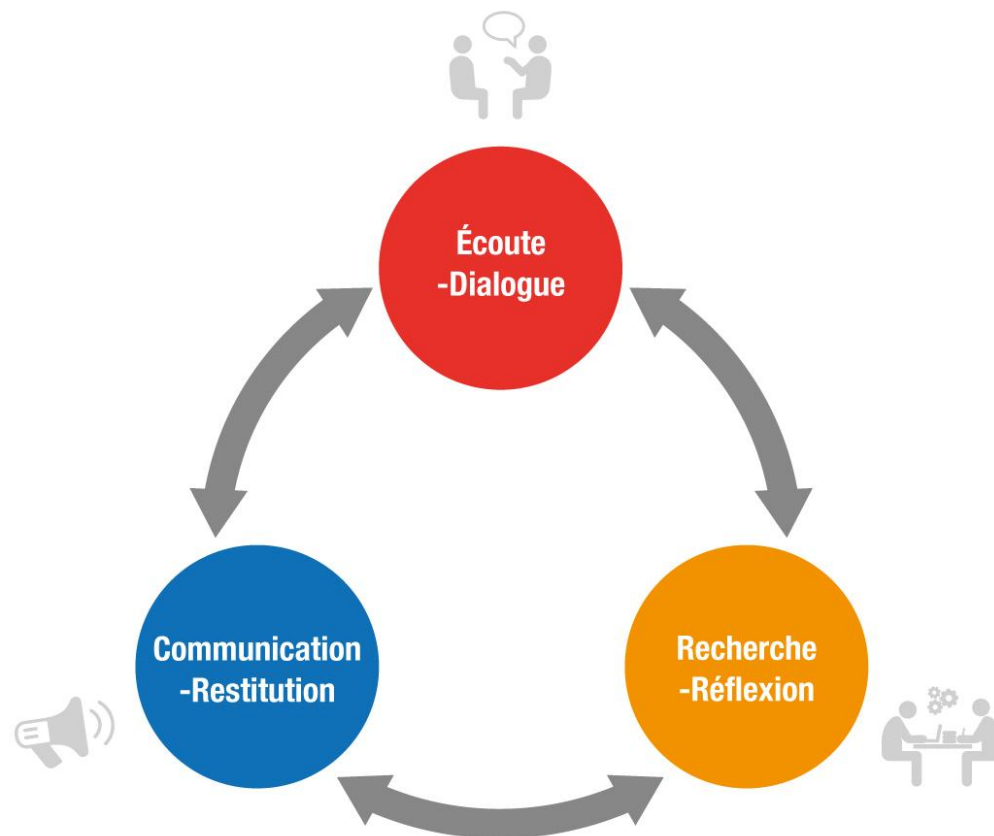 Écoute
-Dialogue
Communication
-Restitution
Recherche
-Réflexion